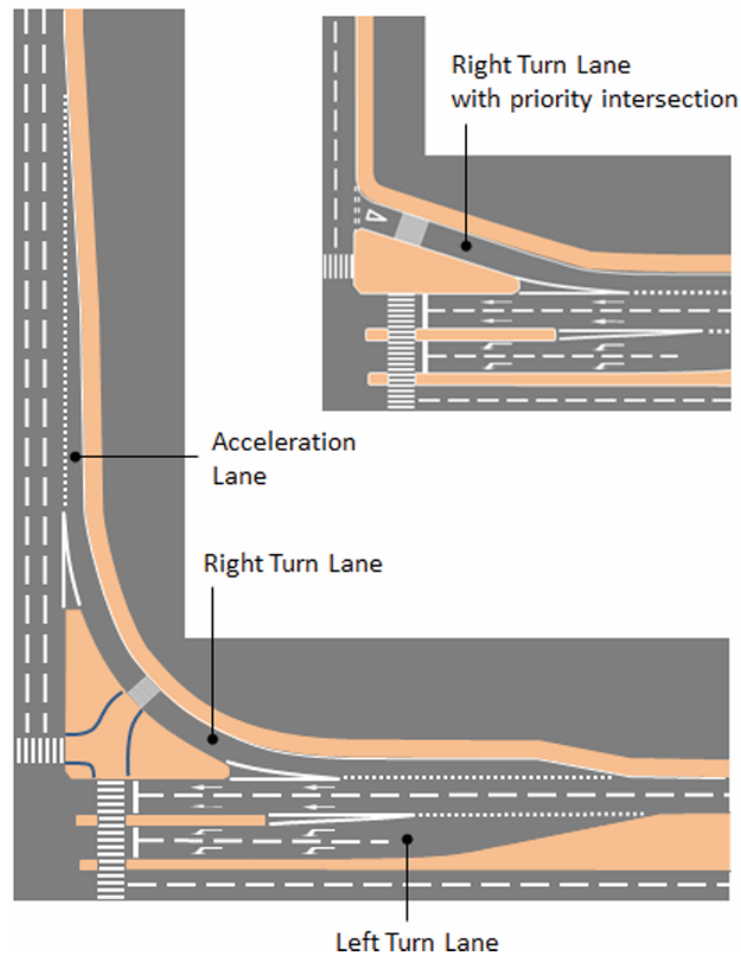 Right Turn Lane
with priority intersection
Acceleration
Lane
Right Turn Lane
Left Turn Lane